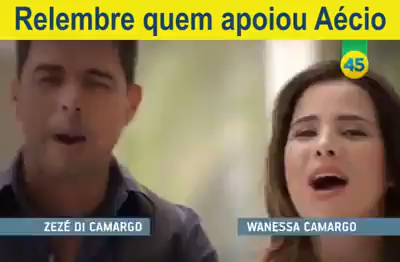 Relembre quem apoiou Aécio
45
ZEZÉ DI CAMARGO
WANESSA CAMARGO